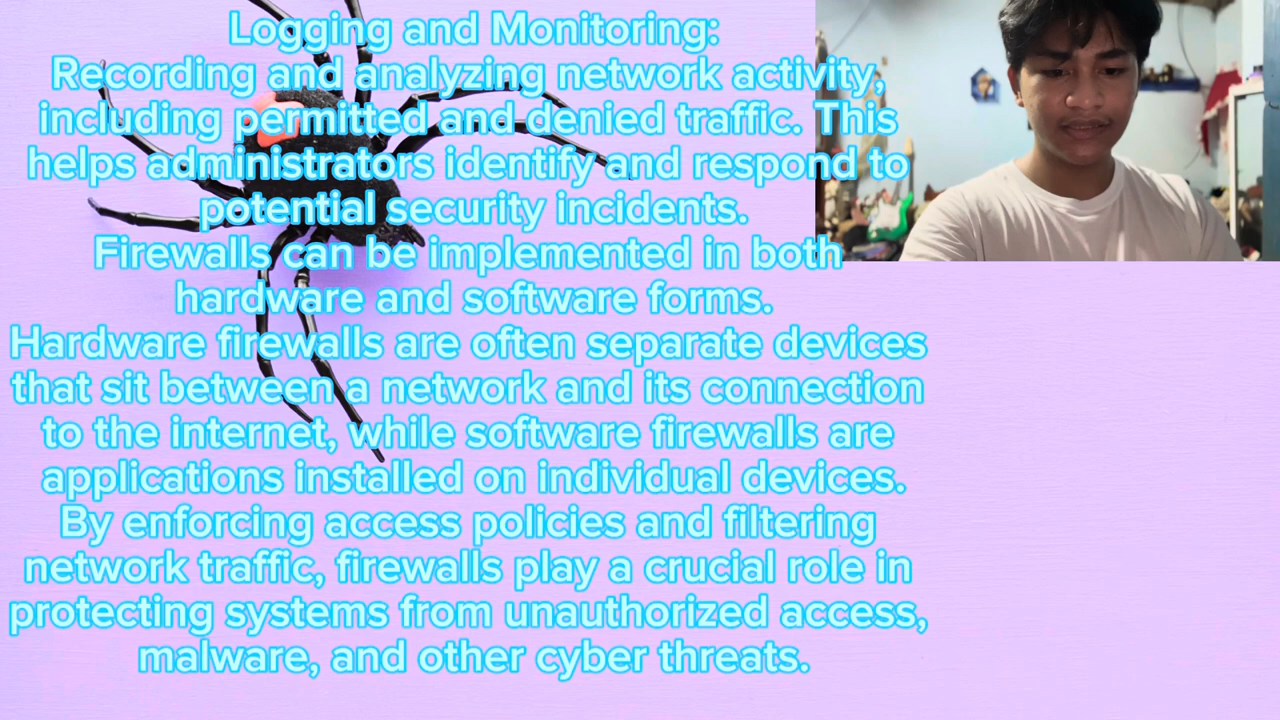 Logging and Monitoring:
Recording and analyzing network activity,
including permitted and denied traffic. This
helps administrators identify and respond to
potential security incidents.
Firewalls can be implemented in both
hardware and software forms.
Hardware firewalls are often separate devices
that sit between a network and its connection
to the internet, while software firewalls are
applications installed on individual devices.
By enforcing access policies and filtering
network traffic, firewalls play a crucial role in
protecting systems from unauthorized access,
malware, and other cyber threats.